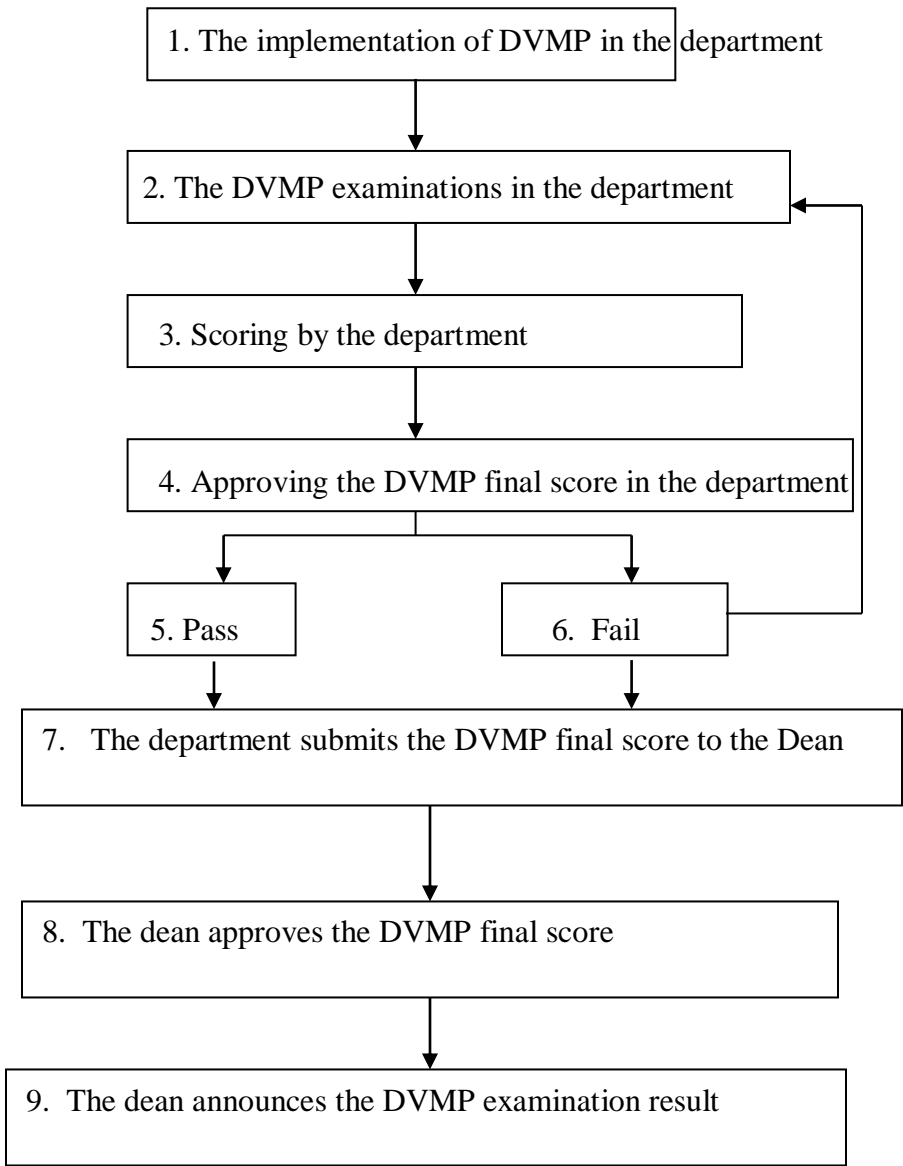 1. The implementation of DVMP in the department
2. The DVMP examinations in the department
3. Scoring by the department
4. Approving the DVMP final score in the department
5. Pass
6. Fail
7. The department submits the DVMP final score to the Dean
8. The dean approves the DVMP final score
9. The dean announces the DVMP examination result